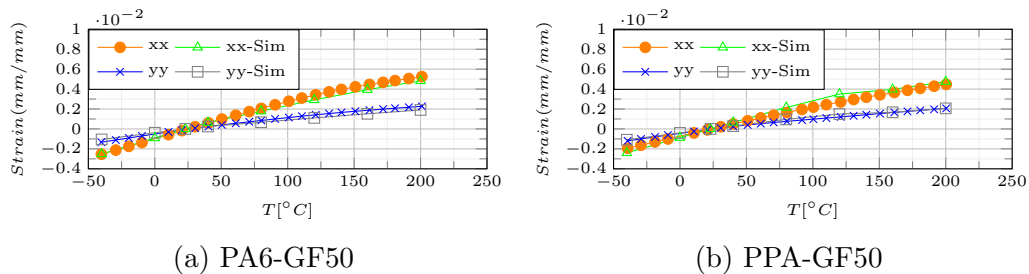 ·10⁻² ·10⁻²
1 1
0.8 xx xx-Sim 0.8 xx xx-Sim
0.6 yy yy-Sim 0.6 yy yy-Sim
0.4 0.4
0.2 0.2
0 0
−0.2 −0.2
−0.4 −0.4
Strain(mm/mm) Strain(mm/mm)
−50 0 50 100 150 200 250 −50 0 50 100 150 200 250
T[°C] T[°C]
(a) PA6-GF50 (b) PPA-GF50